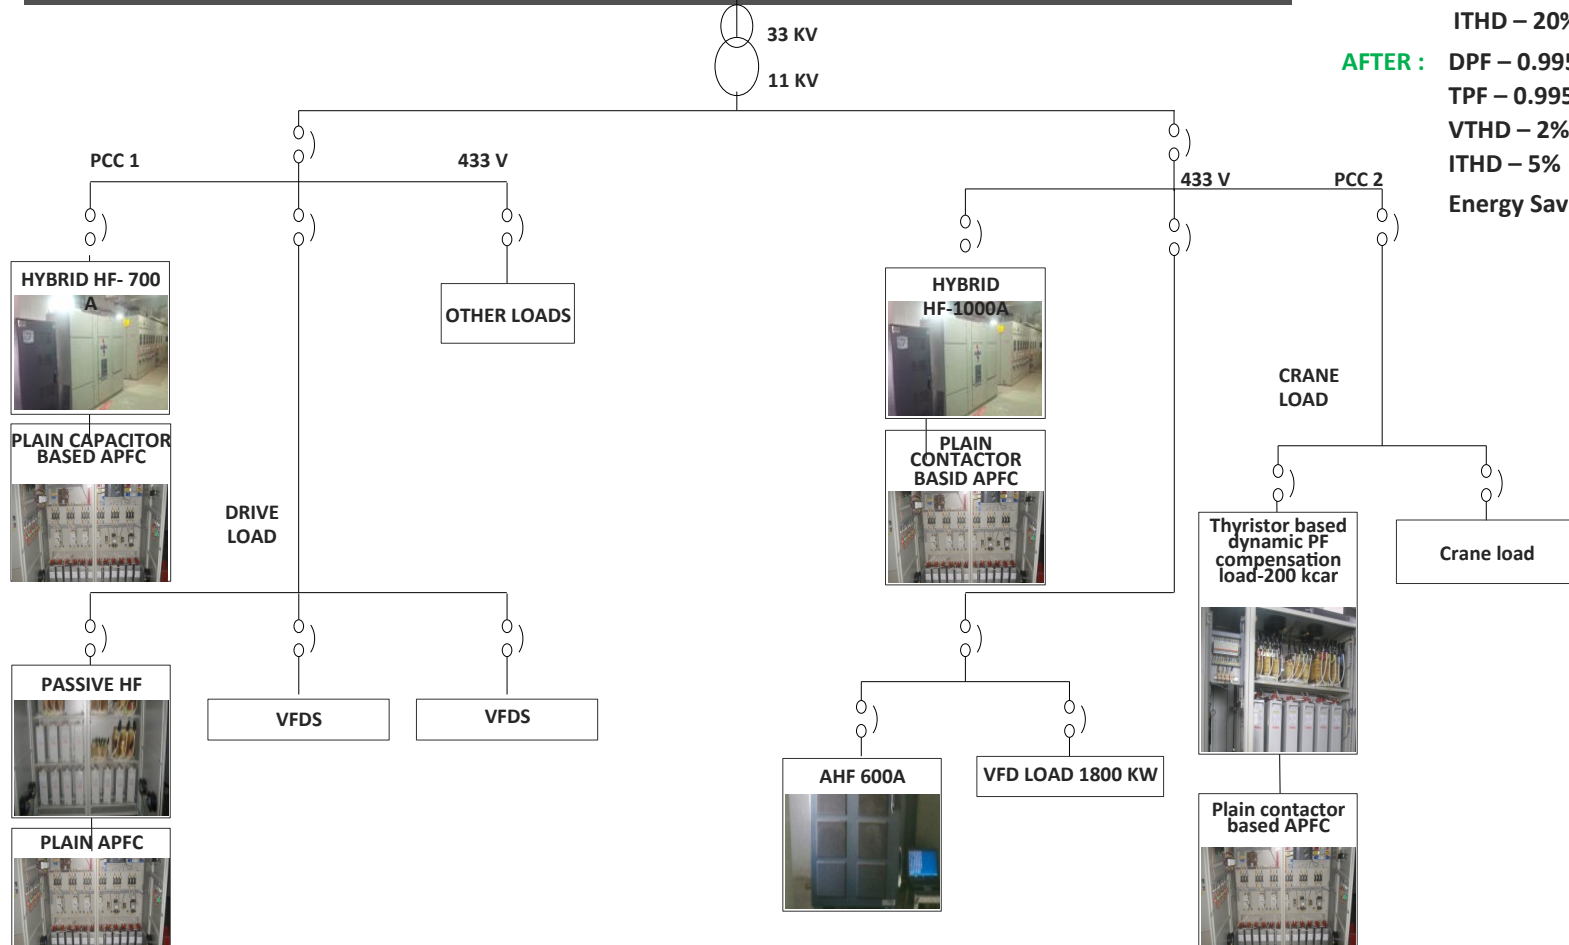 33 KV
11 KV
ITHD – 20%
AFTER : DPF – 0.995
TPF – 0.995
VTHD – 2%
ITHD – 5%
Energy Sav
PCC 1
433 V
433 V
PCC 2
HYBRID HF- 700
A
OTHER LOADS
HYBRID
HF-1000A
CRANE
LOAD
PLAIN CAPACITOR
BASED APFC
PLAIN
CONTACTOR
BASID APFC
DRIVE
LOAD
Thyristor based
dynamic PF
compensation
load-200 kcar
Crane load
PASSIVE HF
VFDS
VFDS
AHF 600A
VFD LOAD 1800 KW
PLAIN APFC
Plain contactor
based APFC